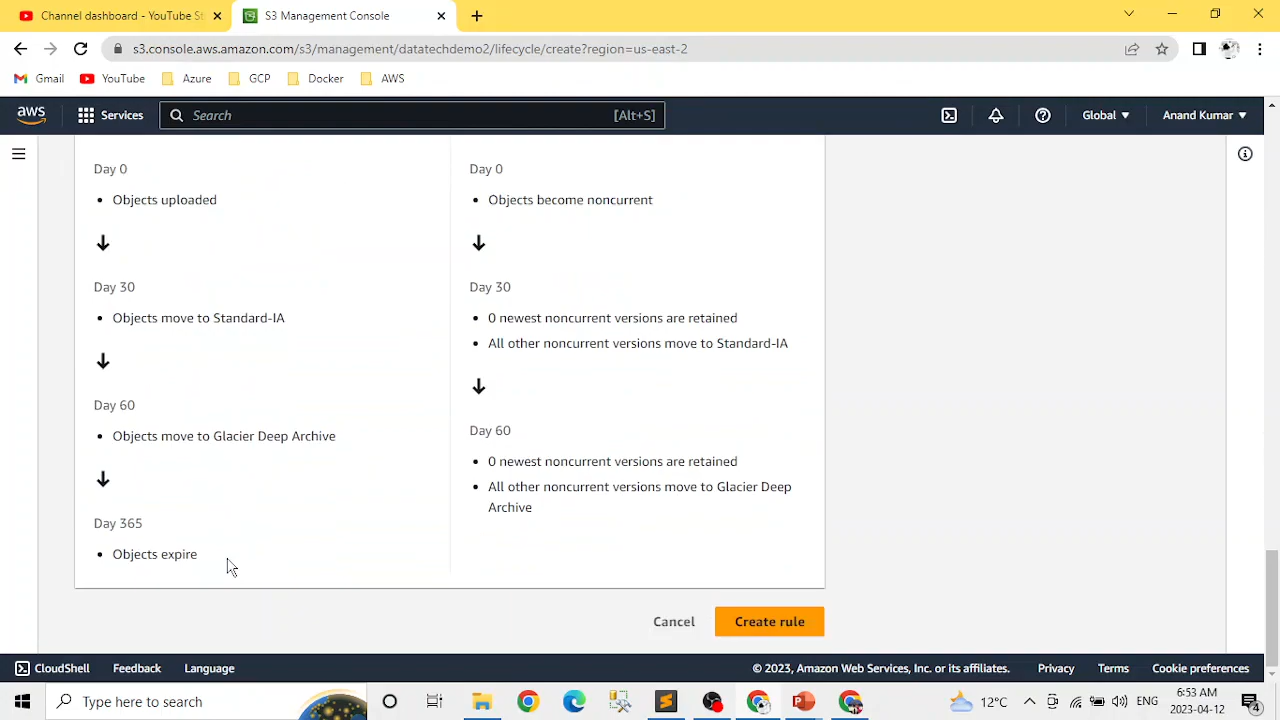 Channel dashboard - YouTube St
S3 Management Console
s3.console.aws.amazon.com/s3/management/datatechdemo2/lifecycle/create?region=us-east-2
Gmail
YouTube
Azure
GCP
Docker
AWS
aws
Services
Search
[Alt+S]
Global
Anand Kumar
Day 0
Objects uploaded
Day 30
Objects move to Standard-IA
Day 60
Objects move to Glacier Deep Archive
Day 365
Objects expire
Day 0
Objects become noncurrent
Day 30
0 newest noncurrent versions are retained
All other noncurrent versions move to Standard-IA
Day 60
0 newest noncurrent versions are retained
All other noncurrent versions move to Glacier Deep
Archive
Cancel
Create rule
CloudShell
Feedback
Language
© 2023, Amazon Web Services, Inc. or its affiliates.
Privacy
Terms
Cookie preferences
Type here to search
12°C
ENG
6:53 AM
2023-04-12
4